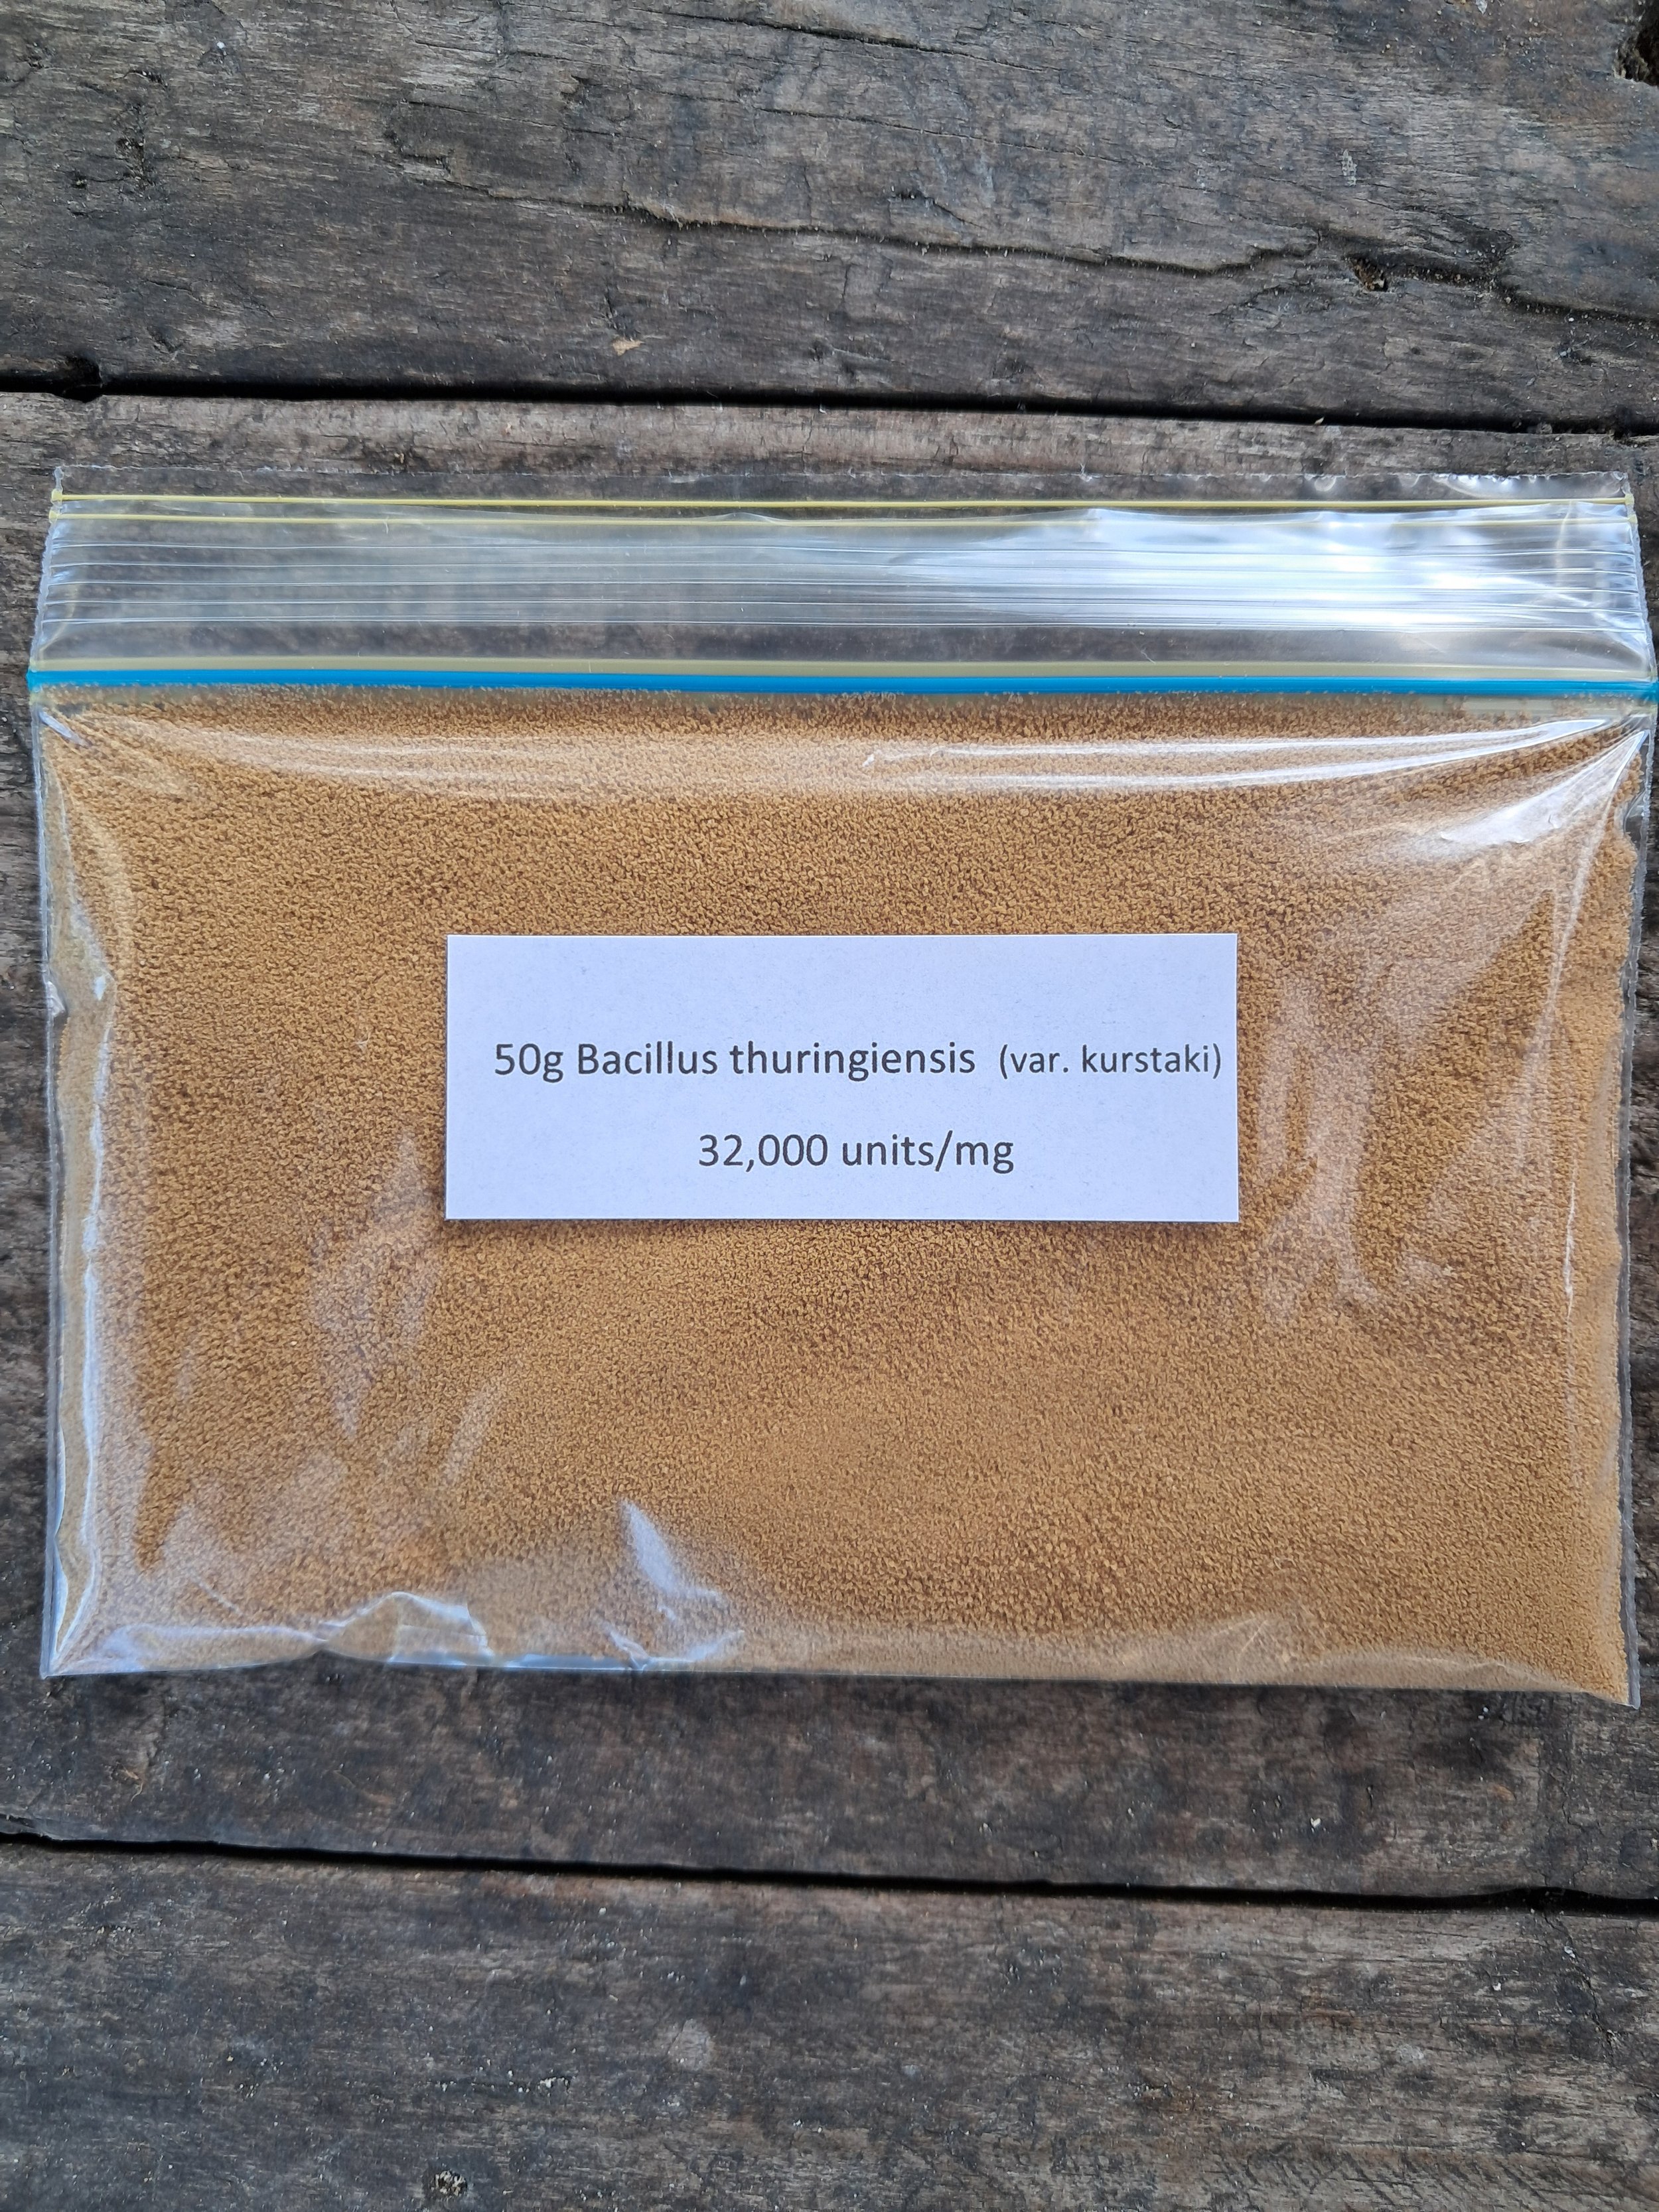 50g Bacillus thuringiensis (var. kurstaki)
32,000 units/mg